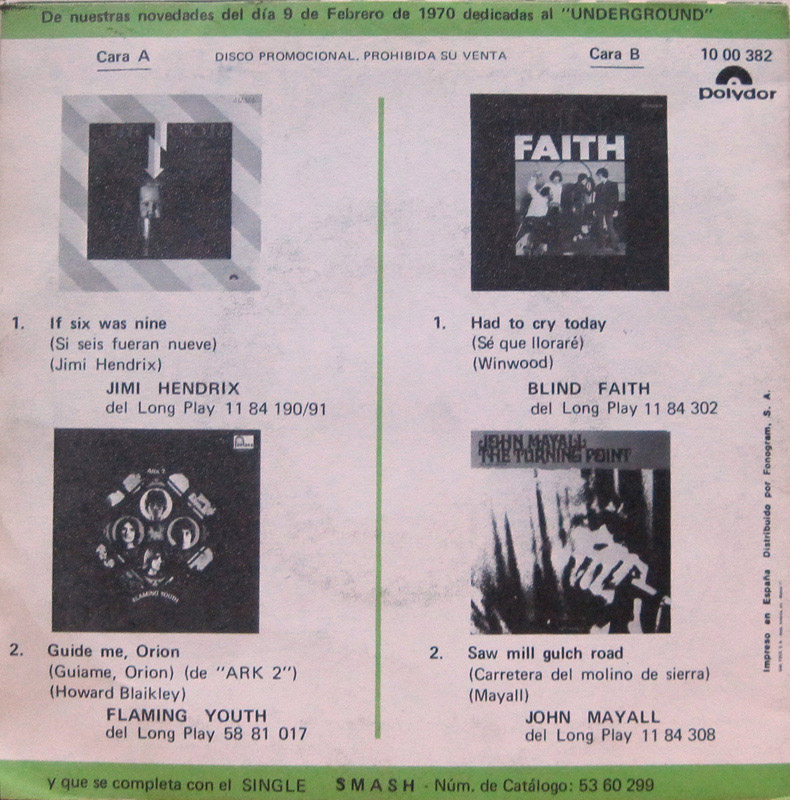 De nuestras novedades del día 9 de Febrero de 1970 dedicadas al "UNDERGROUND"
Cara A
DISCO PROMOCIONAL. PROHIBIDA SU VENTA
Cara B
10 00 382
polydor
FAITH
1. If six was nine
(Si seis fueran nueve)
(Jimi Hendrix)
JIMI HENDRIX
del Long Play 11 84 190/91
1. Had to cry today
(Sé que lloraré)
(Winwood)
BLIND FAITH
del Long Play 11 84 302
ARK 2
FLAMING YOUTH
JOHN MAYALL
THE TURNING POINT
2. Guide me, Orion
(Guiame, Orion) (de "ARK 2")
(Howard Blaikley)
FLAMING YOUTH
del Long Play 58 81 017
2. Saw mill gulch road
(Carretera del molino de sierra)
(Mayall)
JOHN MAYALL
del Long Play 11 84 308
Impreso en España Distribuido por Fonogram, S. A.
y que se completa con el SINGLE SMASH - Núm. de Catálogo: 53 60 299